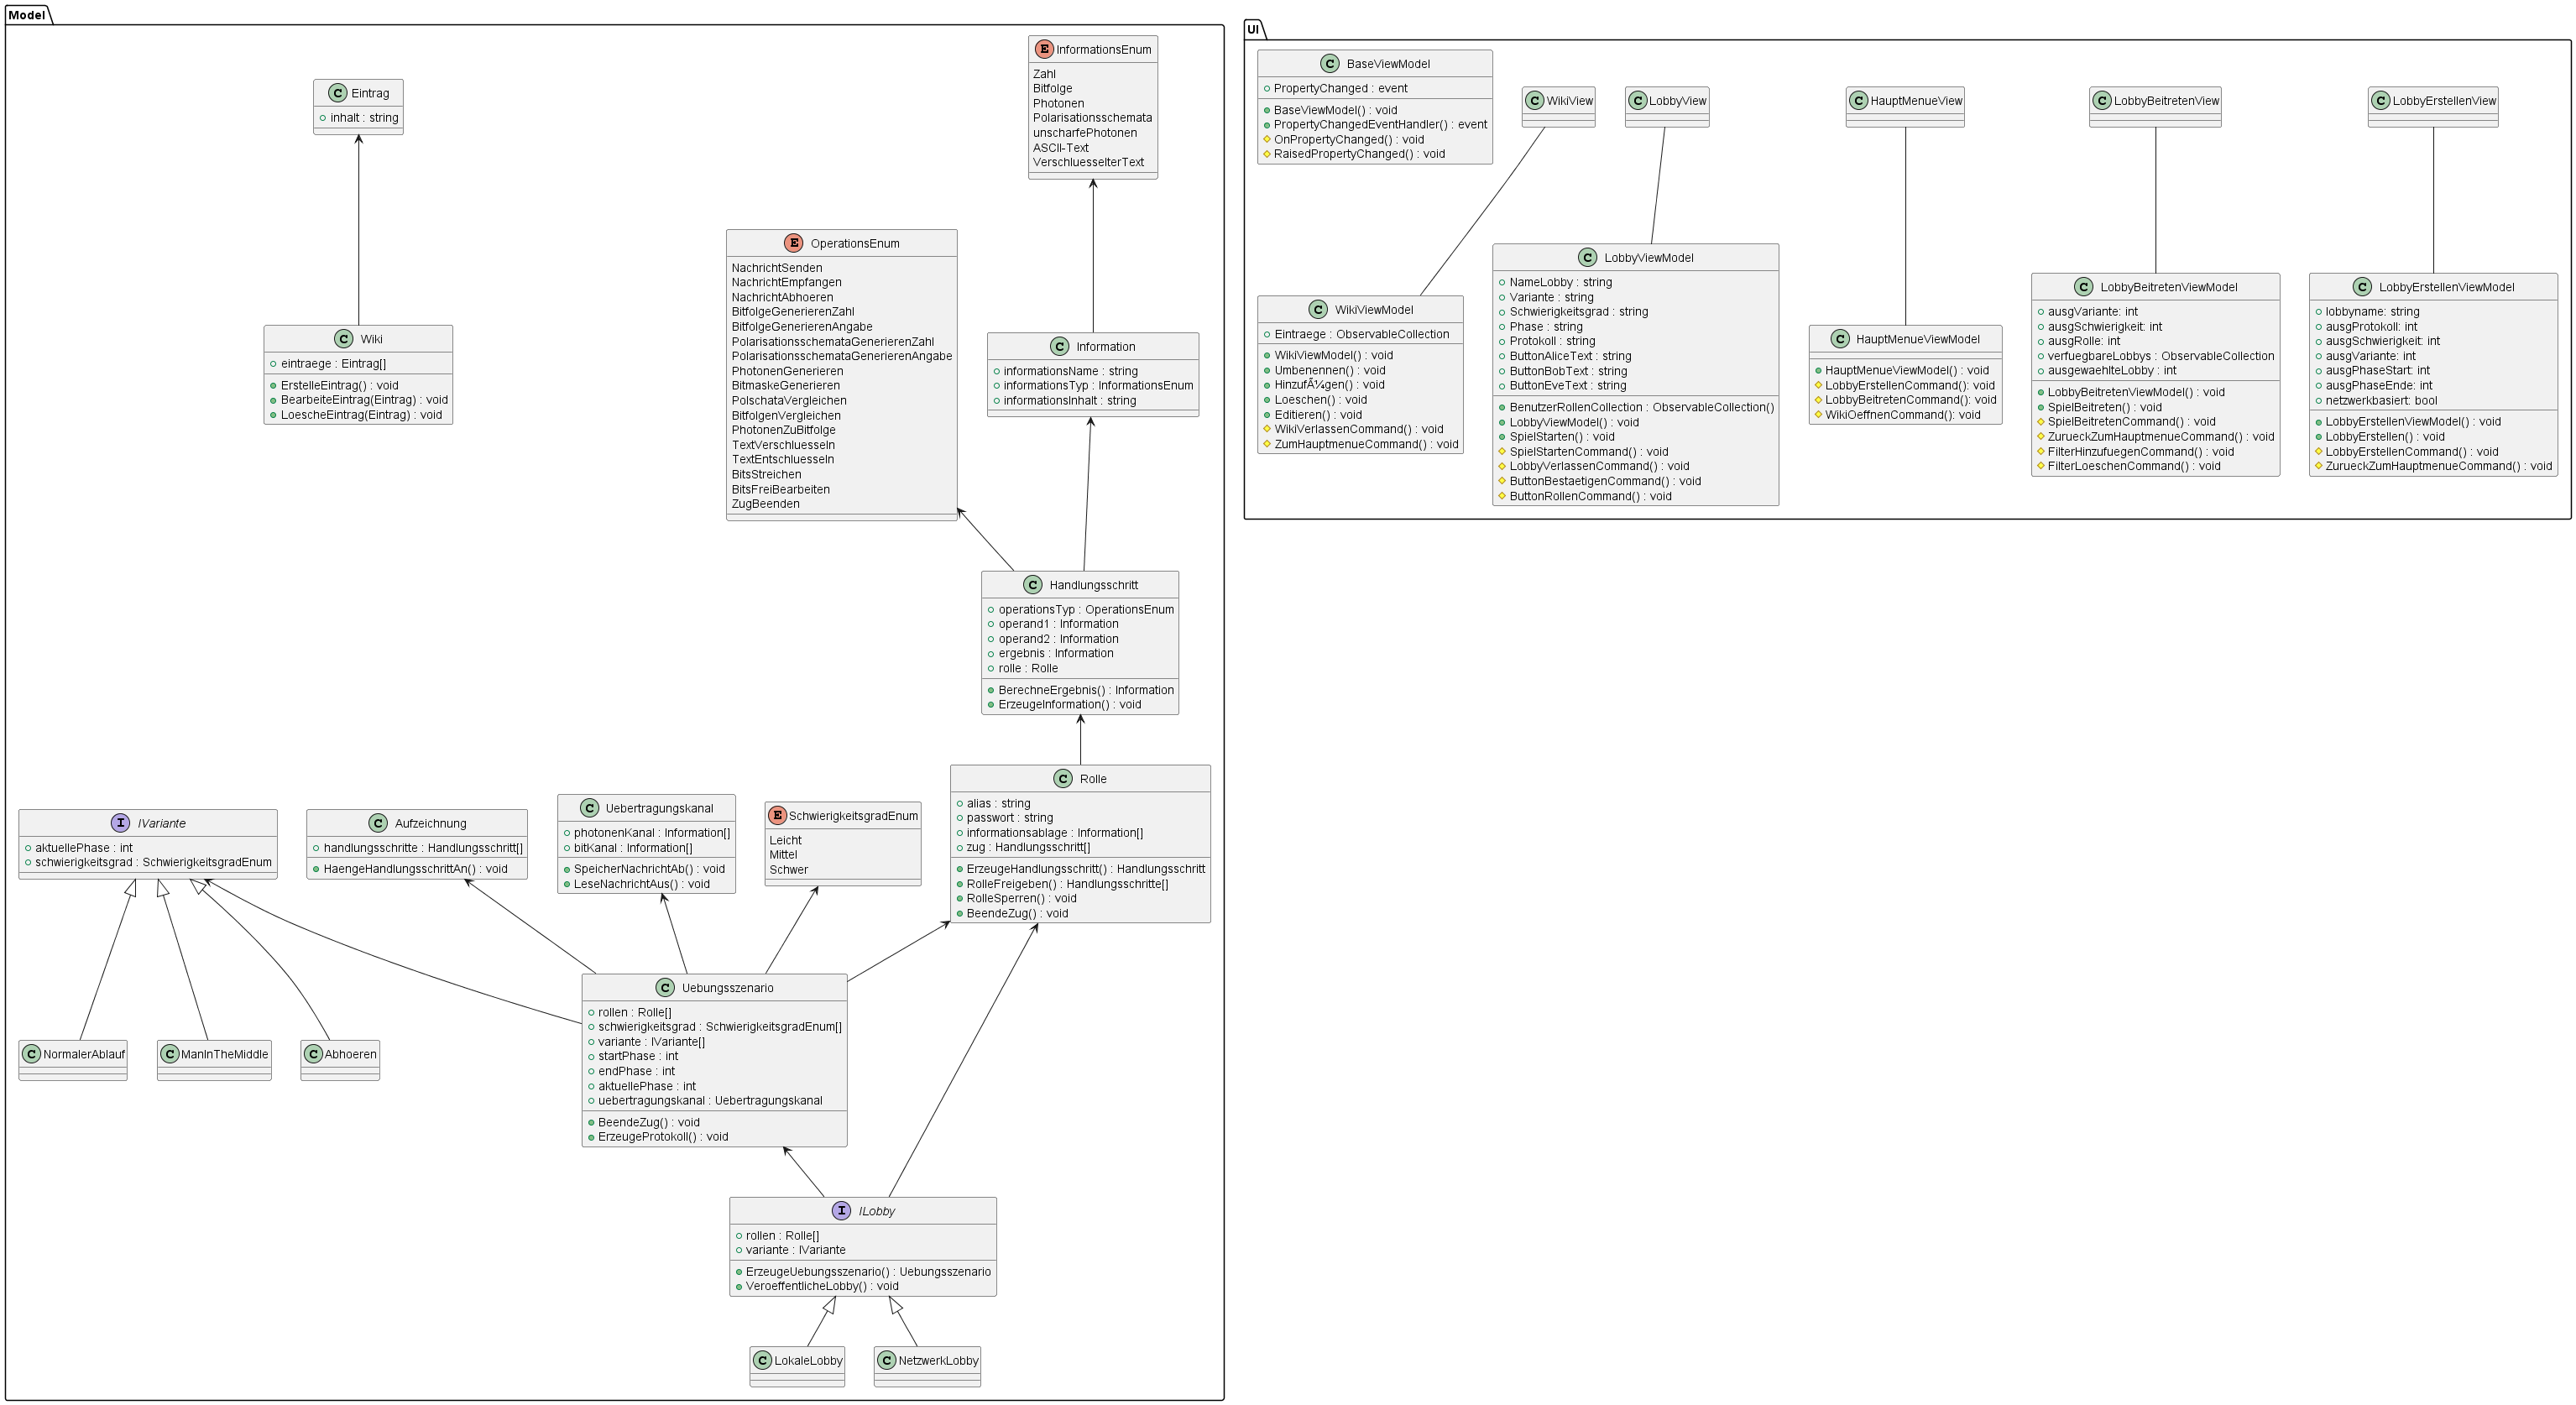 Model
InformationsEnum
Zahl
Bitfolge
Photonen
Polarisationsschemata
unscharfePhotonen
ASCII-Text
VerschluesselterText
Eintrag
inhalt : string
OperationsEnum
NachrichtSenden
NachrichtEmpfangen
NachrichtAbhoeren
BitfolgeGenerierenZahl
BitfolgeGenerierenAngabe
PolarisationsschemataGenerierenZahl
PolarisationsschemataGenerierenAngabe
PhotonenGenerieren
BitmaskeGenerieren
PolschataVergleichen
BitfolgenVergleichen
PhotonenZuBitfolge
TextVerschluesseln
TextEntschluesseln
BitsStreichen
BitsFreiBearbeiten
ZugBeenden
Wiki
eintraege : Eintrag[]
ErstelleEintrag() : void
BearbeiteEintrag(Eintrag) : void
LoescheEintrag(Eintrag) : void
Information
informationsName : string
informationsTyp : InformationsEnum
informationsInhalt : string
Handlungsschritt
operationsTyp : OperationsEnum
operand1 : Information
operand2 : Information
ergebnis : Information
rolle : Rolle
BerechneErgebnis() : Information
ErzeugeInformation() : void
IVariante
aktuellePhase : int
schwierigkeitsgrad : SchwierigkeitsgradEnum
Aufzeichnung
handlungsschritte : Handlungsschritt[]
HaengeHandlungsschrittAn() : void
Uebertragungskanal
photonenKanal : Information[]
bitKanal : Information[]
SpeicherNachrichtAb() : void
LeseNachrichtAus() : void
SchwierigkeitsgradEnum
Leicht
Mittel
Schwer
Rolle
alias : string
passwort : string
informationsablage : Information[]
zug : Handlungsschritt[]
ErzeugeHandlungsschritt() : Handlungsschritt
RolleFreigeben() : Handlungsschritte[]
RolleSperren() : void
BeendeZug() : void
NormalerAblauf
ManInTheMiddle
Abhoeren
Uebungsszenario
rollen : Rolle[]
schwierigkeitsgrad : SchwierigkeitsgradEnum[]
variante : IVariante[]
startPhase : int
endPhase : int
aktuellePhase : int
uebertragungskanal : Uebertragungskanal
BeendeZug() : void
ErzeugeProtokoll() : void
ILobby
rollen : Rolle[]
variante : IVariante
ErzeugeUebungsszenario() : Uebungsszenario
VeroeffentlicheLobby() : void
LokaleLobby
NetzwerkLobby
UI
BaseViewModel
PropertyChanged : event
BaseViewModel() : void
PropertyChangedEventHandler() : event
OnPropertyChanged() : void
RaisedPropertyChanged() : void
WikiView
LobbyView
HauptMenueView
LobbyBeitretenView
LobbyErstellenView
WikiViewModel
Eintraege : ObservableCollection
WikiViewModel() : void
Umbenennen() : void
HinzufÃ¼gen() : void
Loeschen() : void
Editieren() : void
WikiVerlassenCommand() : void
ZumHauptmenueCommand() : void
LobbyViewModel
NameLobby : string
Variante : string
Schwierigkeitsgrad : string
Phase : string
Protokoll : string
ButtonAliceText : string
ButtonBobText : string
ButtonEveText : string
BenutzerRollenCollection : ObservableCollection()
LobbyViewModel() : void
SpielStarten() : void
SpielStartenCommand() : void
LobbyVerlassenCommand() : void
ButtonBestaetigenCommand() : void
ButtonRollenCommand() : void
HauptMenueViewModel
HauptMenueViewModel() : void
LobbyErstellenCommand(): void
LobbyBeitretenCommand(): void
WikiOeffnenCommand(): void
LobbyBeitretenViewModel
ausgVariante: int
ausgSchwierigkeit: int
ausgRolle: int
verfuegbareLobbys : ObservableCollection
ausgewaehlteLobby : int
LobbyBeitretenViewModel() : void
SpielBeitreten() : void
SpielBeitretenCommand() : void
ZurueckZumHauptmenueCommand() : void
FilterHinzufuegenCommand() : void
FilterLoeschenCommand() : void
LobbyErstellenViewModel
lobbyname: string
ausgProtokoll: int
ausgSchwierigkeit: int
ausgVariante: int
ausgPhaseStart: int
ausgPhaseEnde: int
netzwerkbasiert: bool
LobbyErstellenViewModel() : void
LobbyErstellen() : void
LobbyErstellenCommand() : void
ZurueckZumHauptmenueCommand() : void